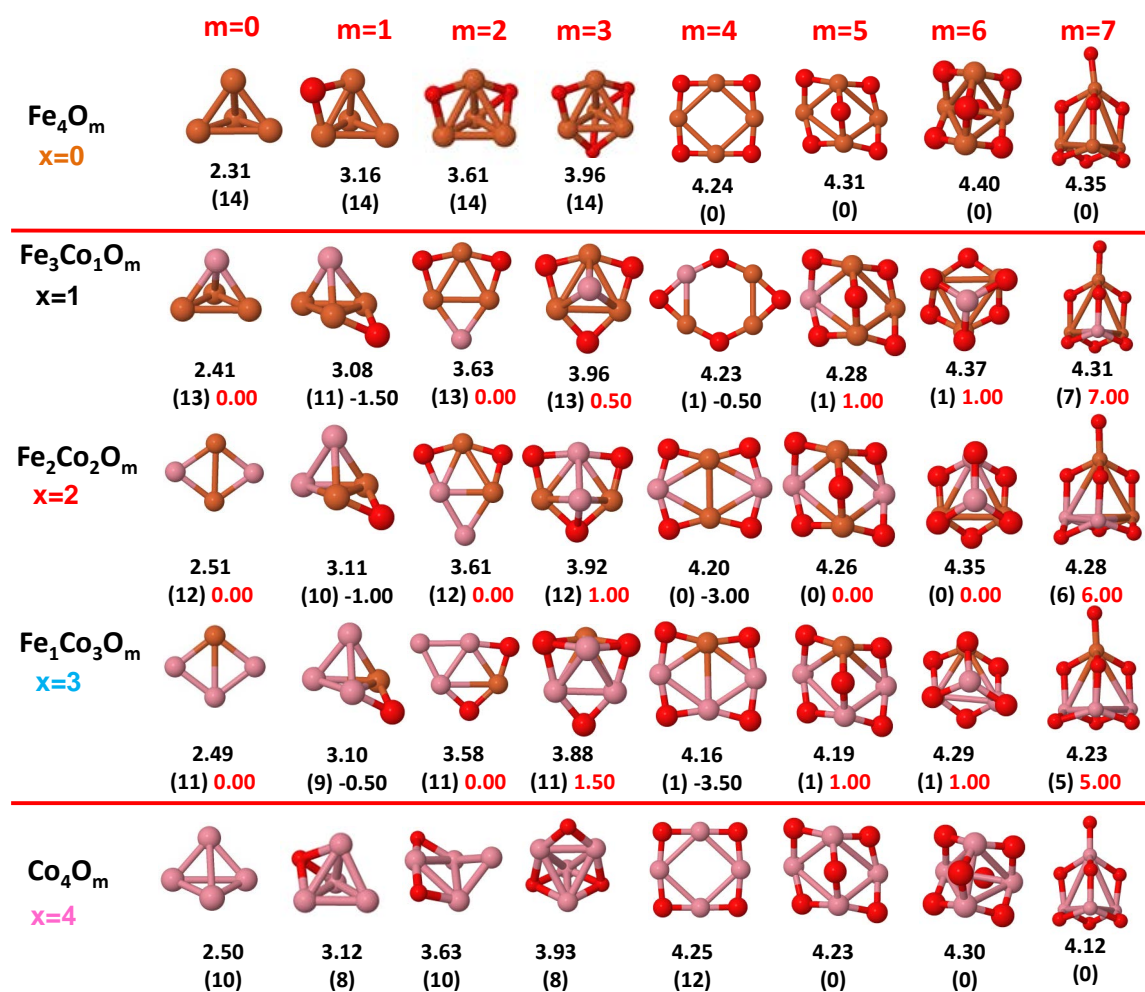 m=0 m=1 m=2 m=3 m=4 m=5 m=6 m=7
Fe4Om
x=0
2.31 3.16 3.61 3.96 4.24 4.31 4.40 4.35
(14) (14) (14) (14) (0) (0) (0) (0)
Fe3Co1Om
x=1
2.41 3.08 3.63 3.96 4.23 4.28 4.37 4.31
(13) 0.00 (11) -1.50 (13) 0.00 (13) 0.50 (1) -0.50 (1) 1.00 (1) 1.00 (7) 7.00
Fe2Co2Om
x=2
2.51 3.11 3.61 3.92 4.20 4.26 4.35 4.28
(12) 0.00 (10) -1.00 (12) 0.00 (12) 1.00 (0) -3.00 (0) 0.00 (0) 0.00 (6) 6.00
Fe1Co3Om
x=3
2.49 3.10 3.58 3.88 4.16 4.19 4.29 4.23
(11) 0.00 (9) -0.50 (11) 0.00 (11) 1.50 (1) -3.50 (1) 1.00 (1) 1.00 (5) 5.00
Co4Om
x=4
2.50 3.12 3.63 3.93 4.25 4.23 4.30 4.12
(10) (8) (10) (8) (12) (0) (0) (0)